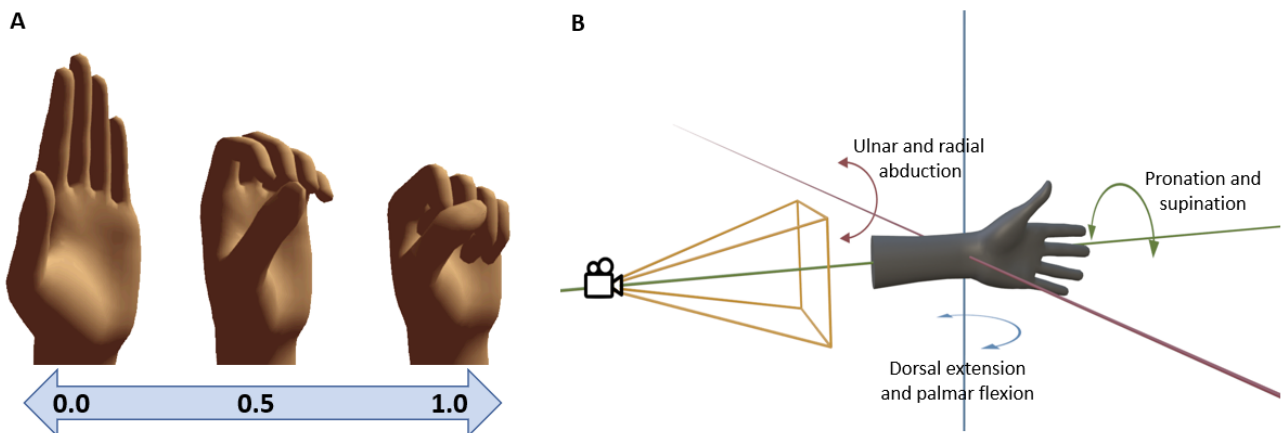 A
B
0.0 0.5 1.0
Ulnar and radial
abduction
Pronation and
supination
Dorsal extension
and palmar flexion